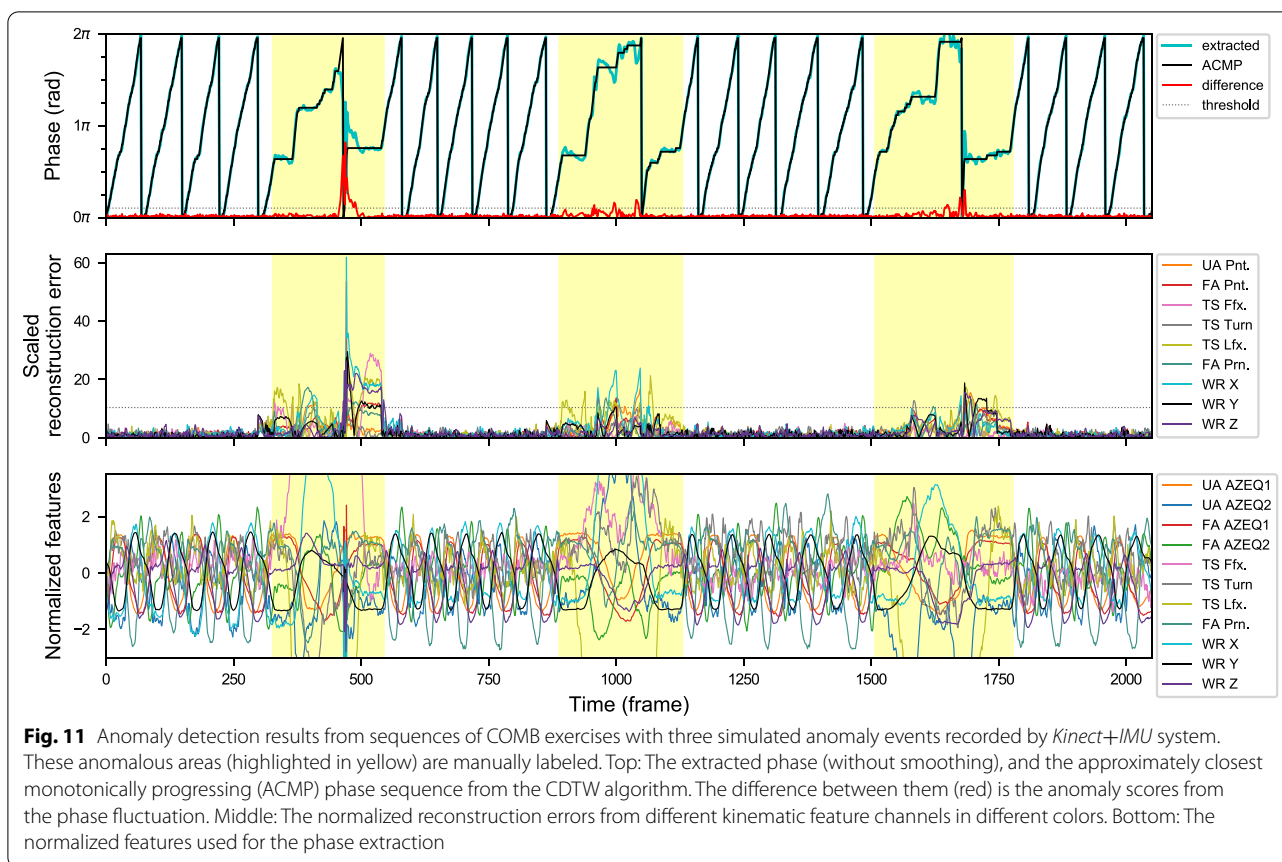 2π
1π
0π
Phase (rad)
extracted
ACMP
difference
threshold
60
40
20
0
Scaled
reconstruction error
UA Pnt.
FA Pnt.
TS Ffx.
TS Turn
TS Lfx.
FA Prn.
WR X
WR Y
WR Z
2
0
−2
Normalized features
UA AZEQ1
UA AZEQ2
FA AZEQ1
FA AZEQ2
TS Ffx.
TS Turn
TS Lfx.
FA Prn.
WR X
WR Y
WR Z
0 250 500 750 1000 1250 1500 1750 2000
Time (frame)
Fig. 11 Anomaly detection results from sequences of COMB exercises with three simulated anomaly events recorded by Kinect+IMU system.
These anomalous areas (highlighted in yellow) are manually labeled. Top: The extracted phase (without smoothing), and the approximately closest
monotonically progressing (ACMP) phase sequence from the CDTW algorithm. The difference between them (red) is the anomaly scores from
the phase fluctuation. Middle: The normalized reconstruction errors from different kinematic feature channels in different colors. Bottom: The
normalized features used for the phase extraction